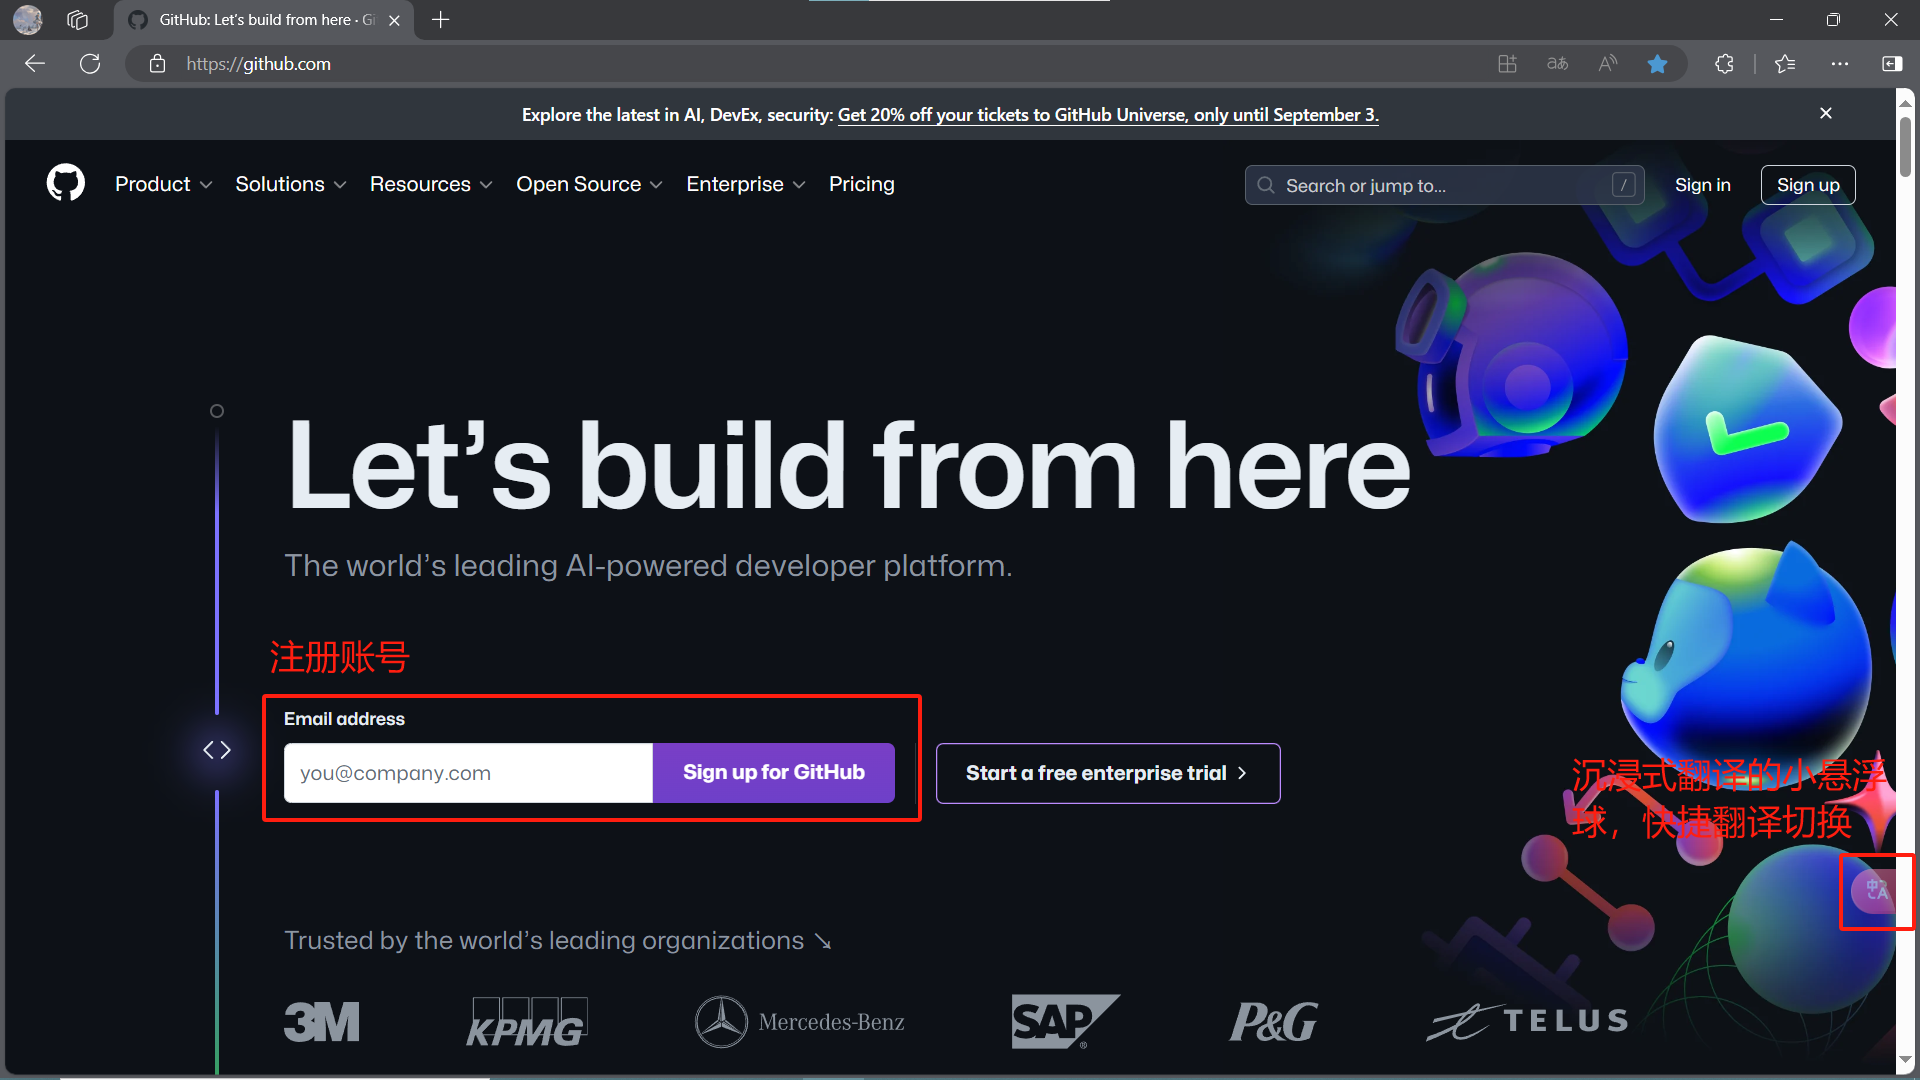 GitHub: Let's build from here · Gi
https://github.com
Explore the latest in AI, DevEx, security: Get 20% off your tickets to GitHub Universe, only until September 3.
Product Solutions Resources Open Source Enterprise Pricing
Search or jump to... /
Sign in
Sign up
Let’s build from here
The world’s leading AI-powered developer platform.
注册账号
Email address
you@company.com
Sign up for GitHub
Start a free enterprise trial
沉浸式翻译的小悬浮
球，快捷翻译切换
Trusted by the world’s leading organizations ↘
3M
KPMG
Mercedes-Benz
SAP
P&G
TELUS